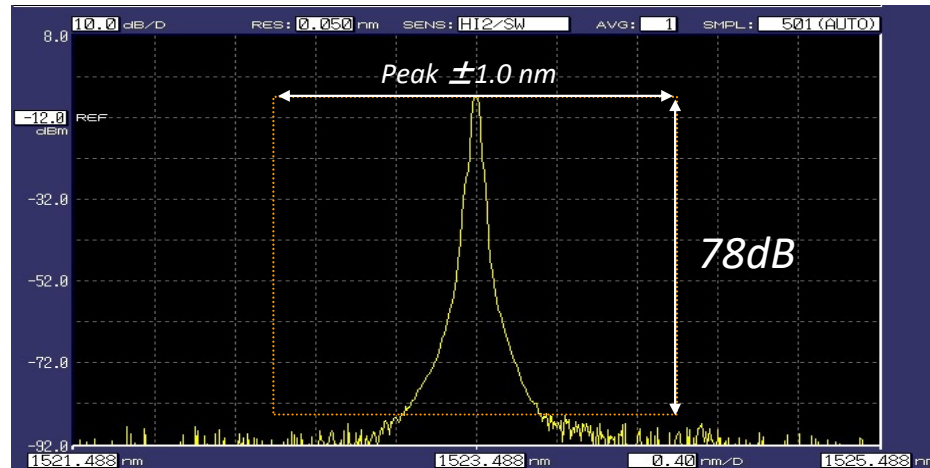 10.0 dB/D RES: 0.050 nm SENS: HI2/SW AVG: 1 SMPL: 501 (AUTO)
8.0
Peak ±1.0 nm
-12.0 REF
dBm
-32.0
78dB
-52.0
-72.0
-92.0
1521.488 nm 1523.488 nm 0.40 nm/D 1525.488 nm